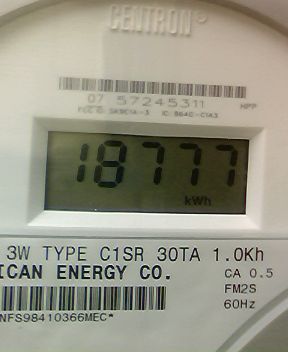 CENTRON
07 57245311 HPP
18777
kWh
3W TYPE C1SR 30TA 1.0Kh
ICAN ENERGY CO. CA 0.5
FM2S
NFS98410366MEC* 60Hz